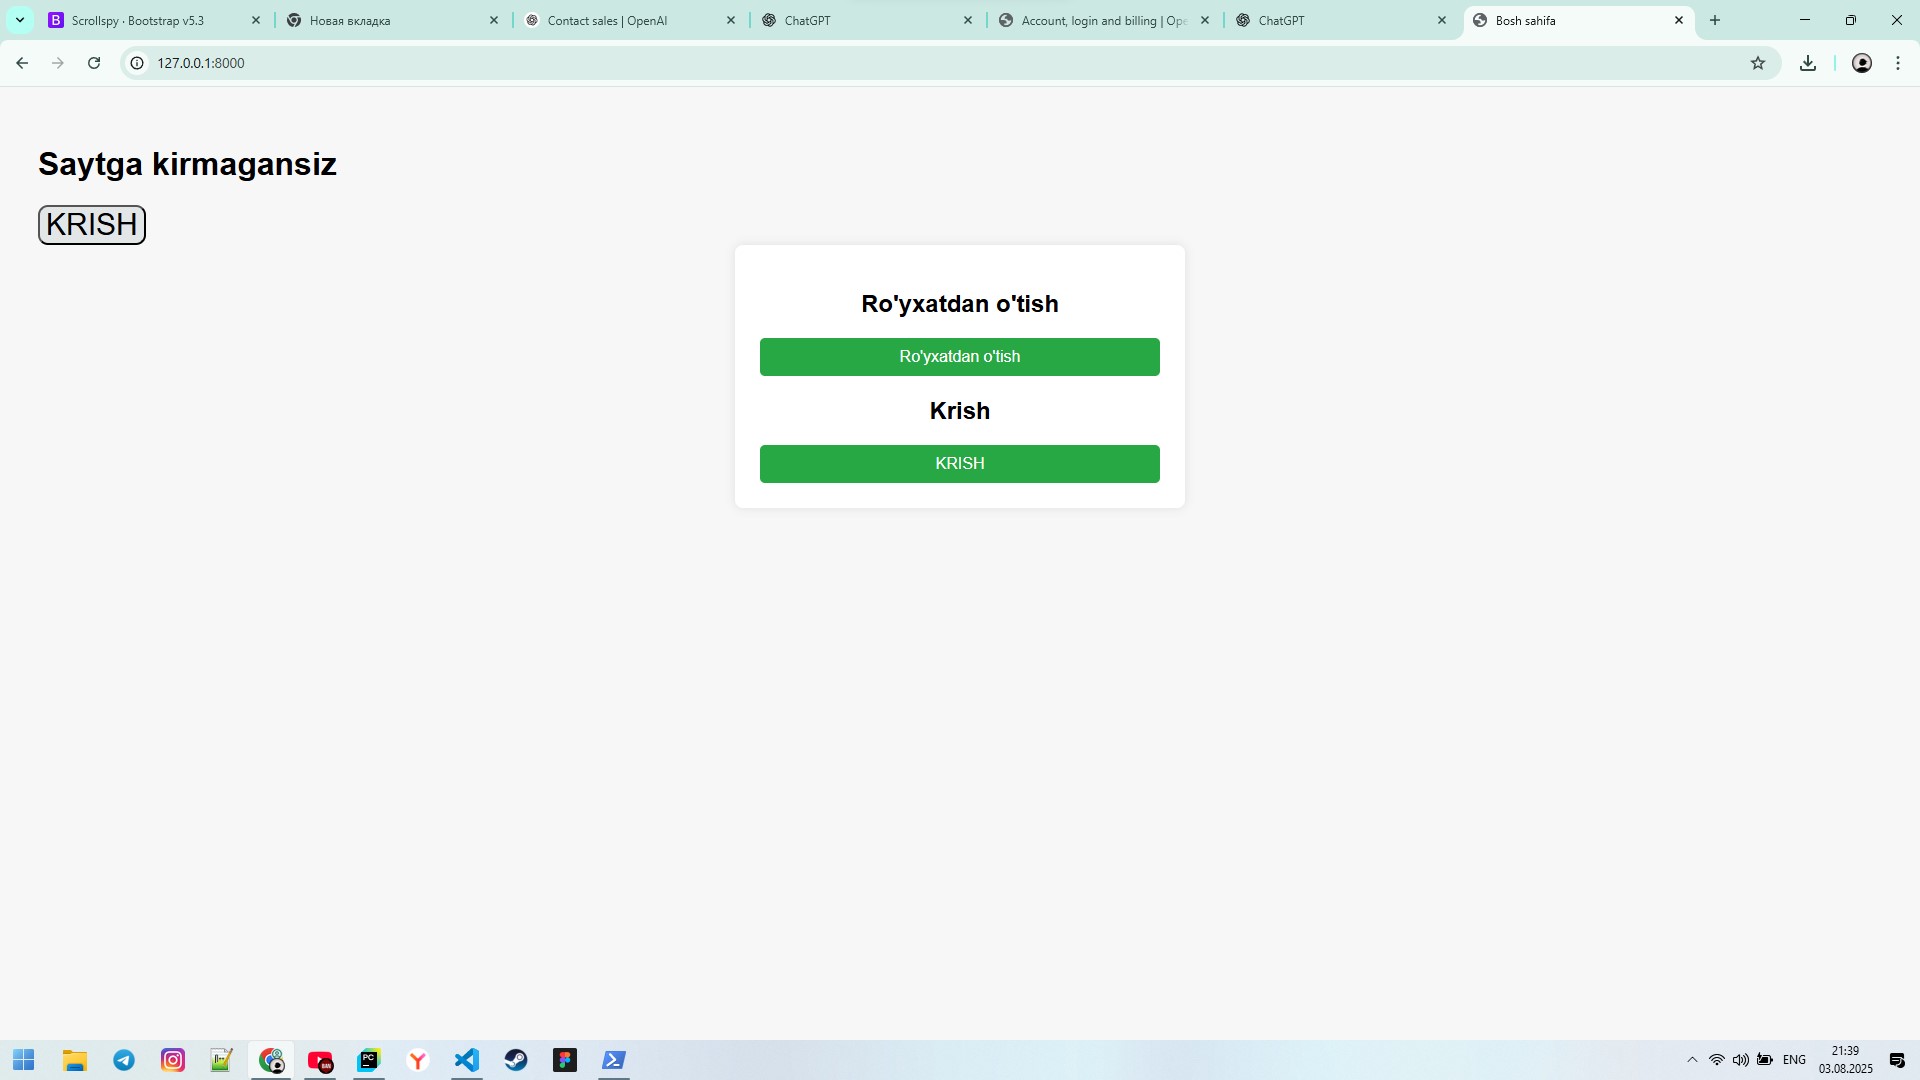 Scrollspy · Bootstrap v5.3
Новая вкладка
Contact sales | OpenAI
ChatGPT
Account, login and billing | Ope
ChatGPT
Bosh sahifa
127.0.0.1:8000
Saytga kirmagansiz
KRISH
Ro'yxatdan o'tish
Ro'yxatdan o'tish
Krish
KRISH
PC
ENG
21:39
03.08.2025